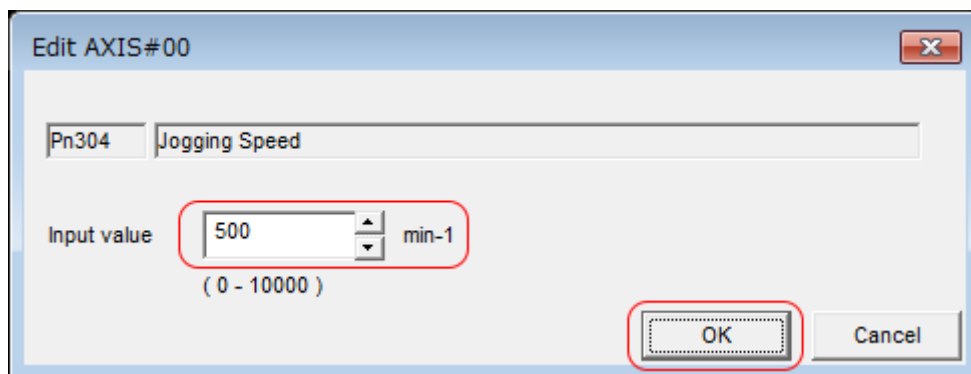 Edit AXIS#00
Pn304 Jogging Speed
Input value 500 min-1
( 0 - 10000 )
OK Cancel